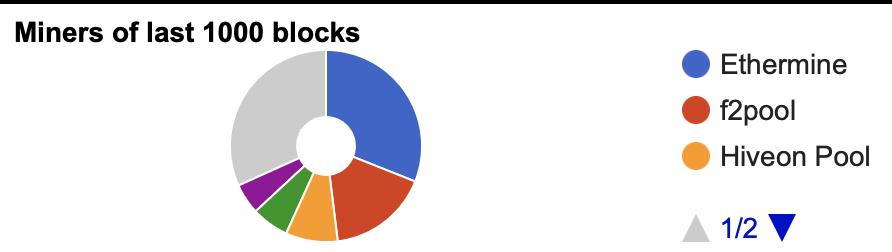 Miners of last 1000 blocks
Ethermine
f2pool
Hiveon Pool
1/2